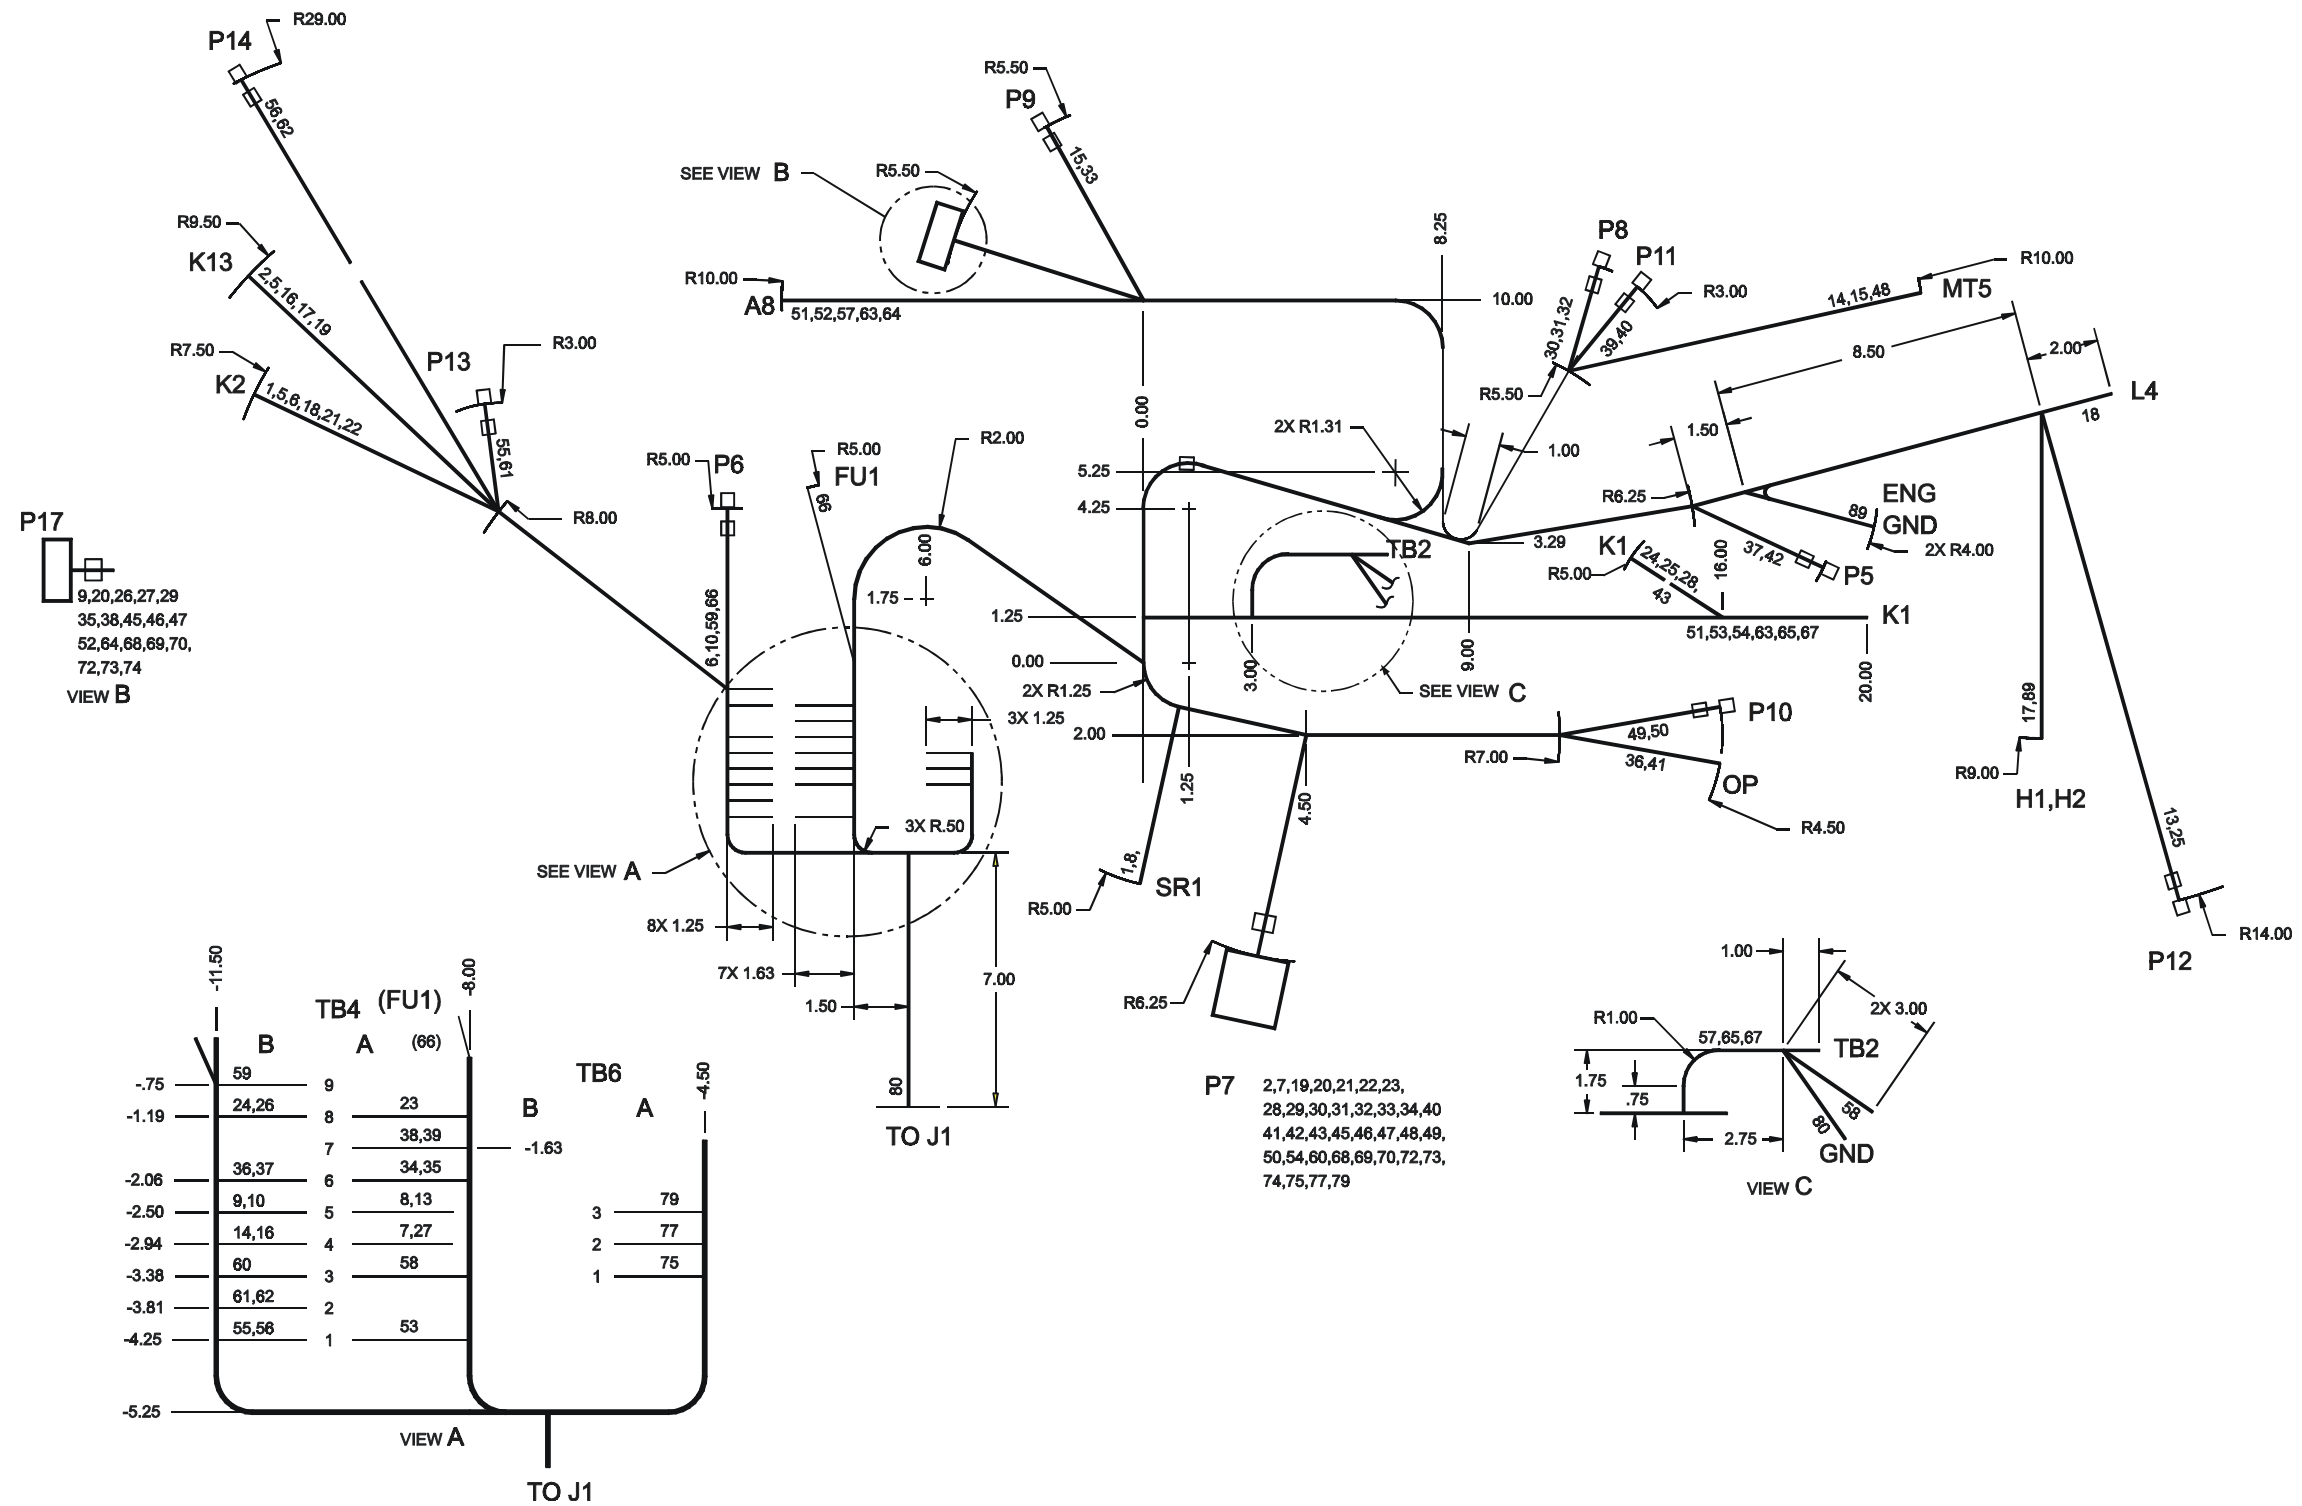 R29.00
P14
56,62
R9.50
K13
2,5,16,17,19
R7.50
K2
1,5,6,18,21,22
P13
R3.00
55,61
R8.00
P17
9,20,26,27,29
35,38,45,46,47
52,64,68,69,70,
72,73,74
VIEW B
R5.50
P9
15,33
SEE VIEW B
R5.50
R10.00
A8
51,52,57,63,64
8.25
10.00
0.00
P8
P11
R3.00
30,31,32
39,40
R5.50
14,15,48
R10.00
MT5
8.50
2.00
L4
18
1.50
R6.25
ENG
GND
89
2X R4.00
37,42
P5
2X R1.31
1.00
5.25
4.25
3.29
R5.00
P6
R5.00
FU1
66
R2.00
6.00
1.75
6,10,59,66
1.25
0.00
2X R1.25
2.00
TB2
3.00
9.00
SEE VIEW C
K1
R5.00
24,25,28,
43
16.00
K1
51,53,54,63,65,67
20.00
3X 1.25
3X R.50
SEE VIEW A
8X 1.25
7X 1.63
1.50
7.00
80
TO J1
1.25
4.50
1,8,
SR1
R5.00
R6.25
R7.00
49,50
P10
36,41
OP
R4.50
17,89
R9.00
H1,H2
13,25
R14.00
P12
P7
2,7,19,20,21,22,23,
28,29,30,31,32,33,34,40
41,42,43,45,46,47,48,49,
50,54,60,68,69,70,72,73,
74,75,77,79
1.00
2X 3.00
R1.00
57,65,67
TB2
1.75
.75
2.75
58
80
GND
VIEW C
-11.50
-8.00
-4.50
TB4
(FU1)
B
A
(66)
TB6
B
A
-.75
59
9
-1.19
24,26
8
23
38,39
7
-1.63
-2.06
36,37
6
34,35
-2.50
9,10
5
8,13
3
79
-2.94
14,16
4
7,27
2
77
-3.38
60
3
58
1
75
-3.81
61,62
2
-4.25
55,56
1
53
-5.25
VIEW A
TO J1